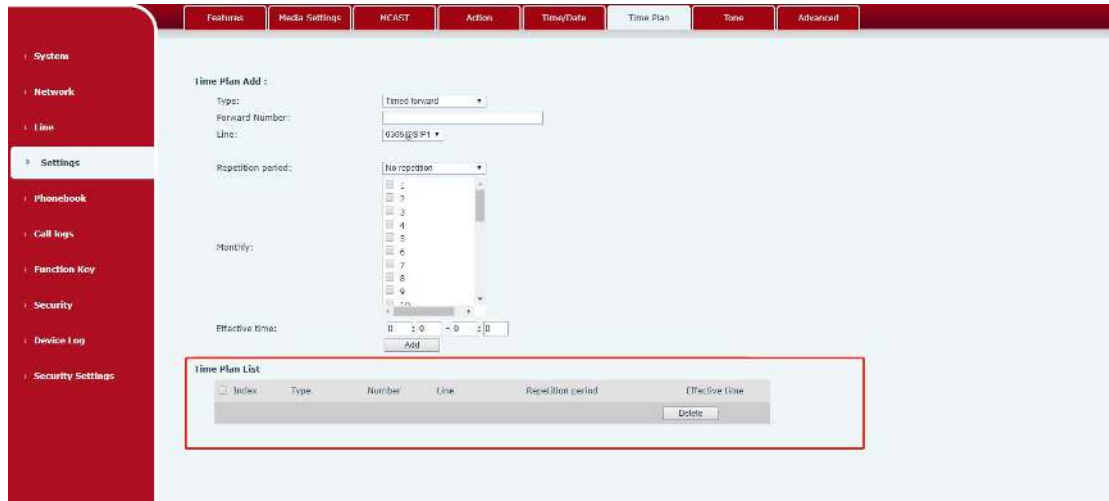 Features Media Settings MCAST Action Time/Date Time Plan Tone Advanced
System
Network
Line
Settings
Phonebook
Call logs
Function Key
Security
Device Log
Security Settings
Time Plan Add :
Type: Timed forward
Forward Number:
Line: 6305@SIP1
Repetition period: No repetition
Monthly:
1
2
3
4
5
6
7
8
9
10
Effective time: 0 : 0 - 0 : 0
Add
Time Plan List
Index Type Number Line Repetition period Effective time
Delete